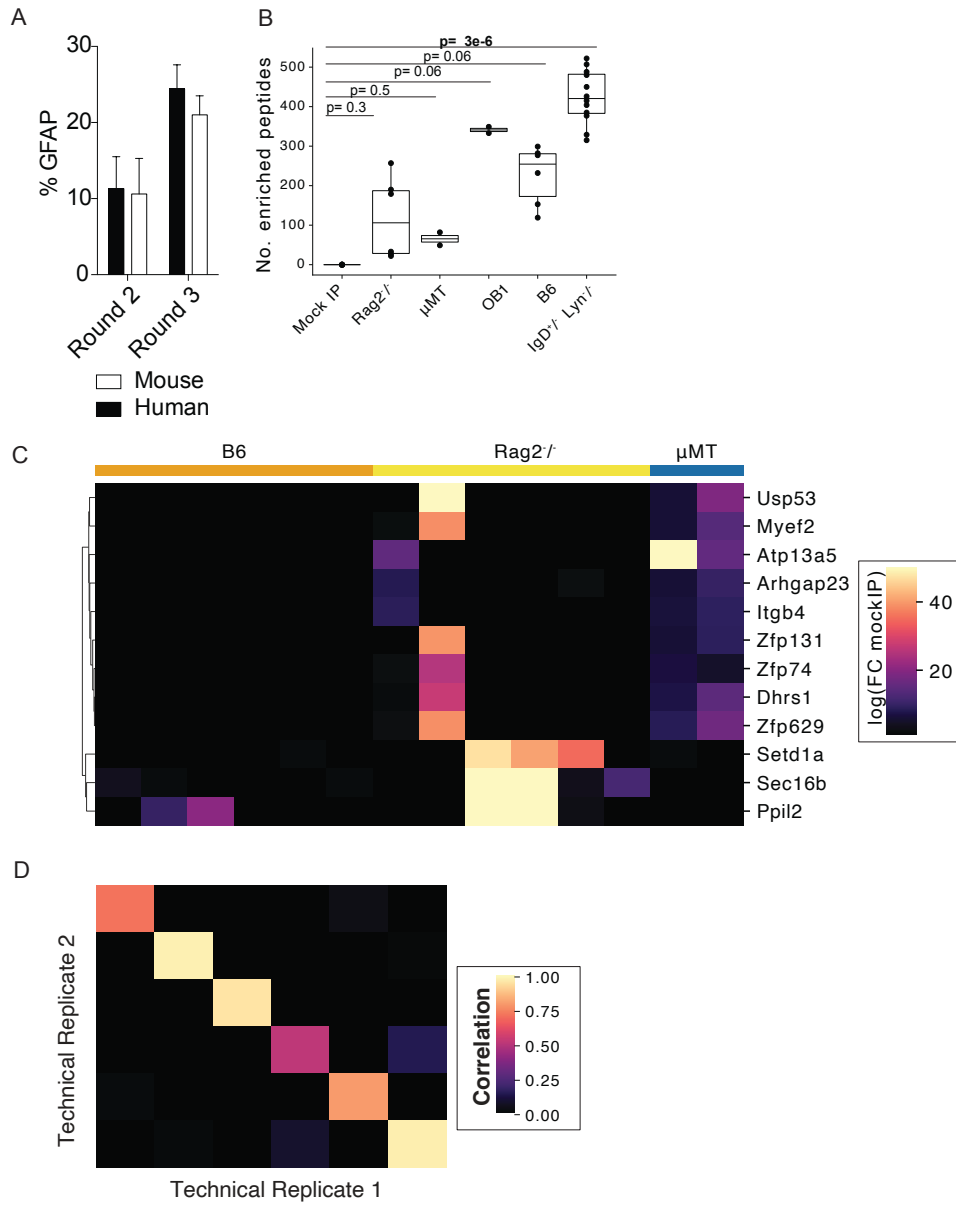 A
30
20
10
0
% GFAP
Round 2
Round 3
Mouse
Human
B
p= 3e-6
p= 0.06
p= 0.06
p= 0.5
p= 0.3
500
400
300
200
100
0
No. enriched peptides
Mock IP
Rag2-/-
µMT
OB1
B6
IgD+/- Lyn-/-
C
B6
Rag2-/-
µMT
Usp53
Myef2
Atp13a5
Arhgap23
Itgb4
Zfp131
Zfp74
Dhrs1
Zfp629
Setd1a
Sec16b
Ppil2
log(FC mockIP)
40
20
D
Technical Replicate 2
Technical Replicate 1
Correlation
1.00
0.75
0.50
0.25
0.00